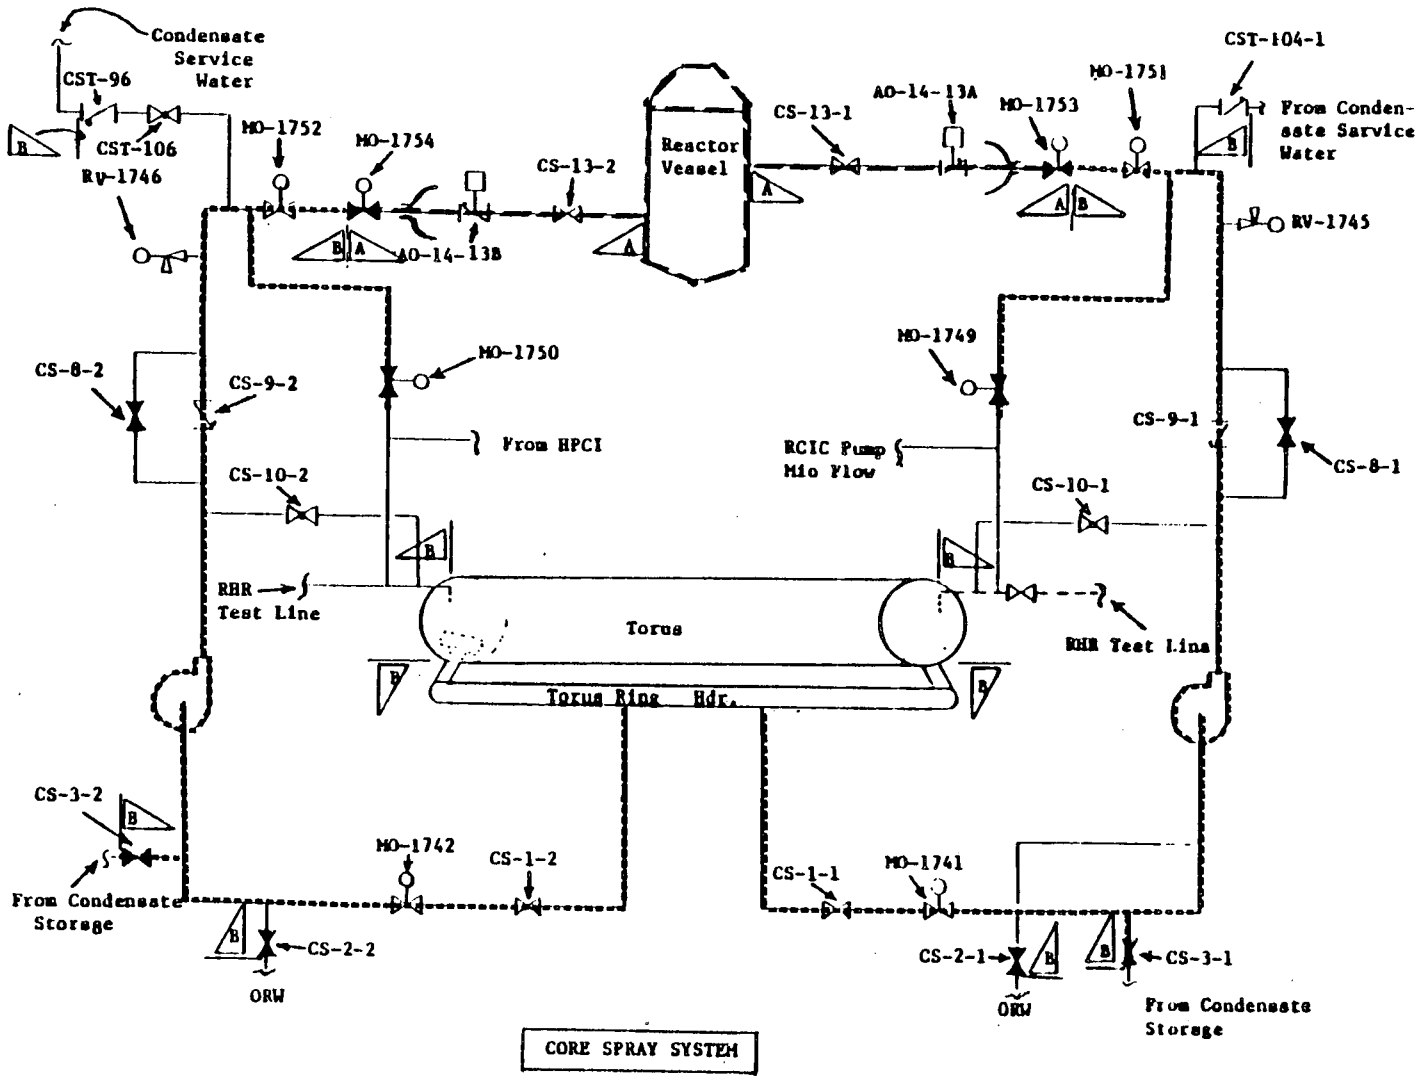 Condensate
Service
Water
CST-96
CST-106
B
RV-1746
MO-1752
MO-1754
B
A
AO-14-13B
CS-13-2
A
Reactor
Vessel
A
CS-13-1
AO-14-13A
MO-1753
MO-1751
A
B
CST-104-1
From Conden-
sate Sarvice
Water
B
RV-1745
CS-8-2
CS-9-2
MO-1750
From HPCI
MO-1749
RCIC Pump
Mio Flow
CS-9-1
CS-8-1
CS-10-2
CS-10-1
B
B
RHR
Test Line
Torus
RHR Test Line
B
B
Torus Ring Hdr.
CS-3-2
B
From Condensate
Storage
MO-1742
CS-1-2
B
CS-2-2
ORW
CS-1-1
MO-1741
CS-2-1
B
ORW
B
CS-3-1
From Condensate
Storage
CORE SPRAY SYSTEM